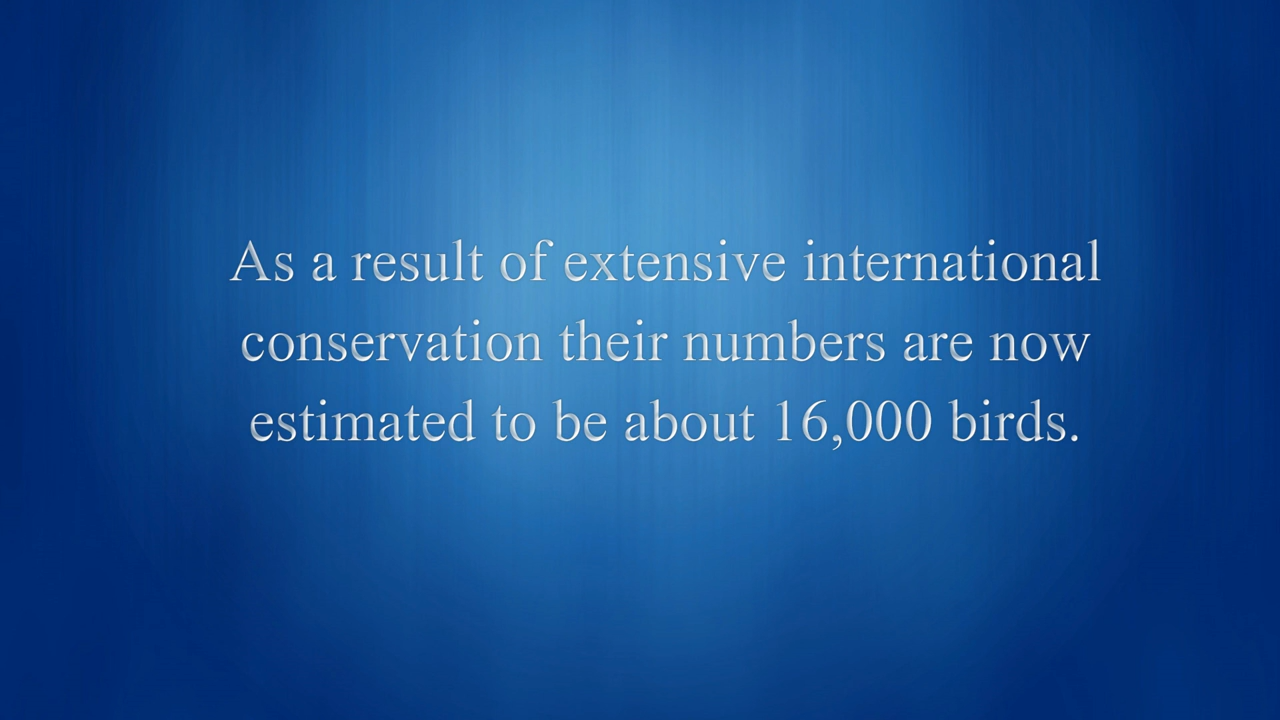 As a result of extensive international
conservation their numbers are now
estimated to be about 16,000 birds.